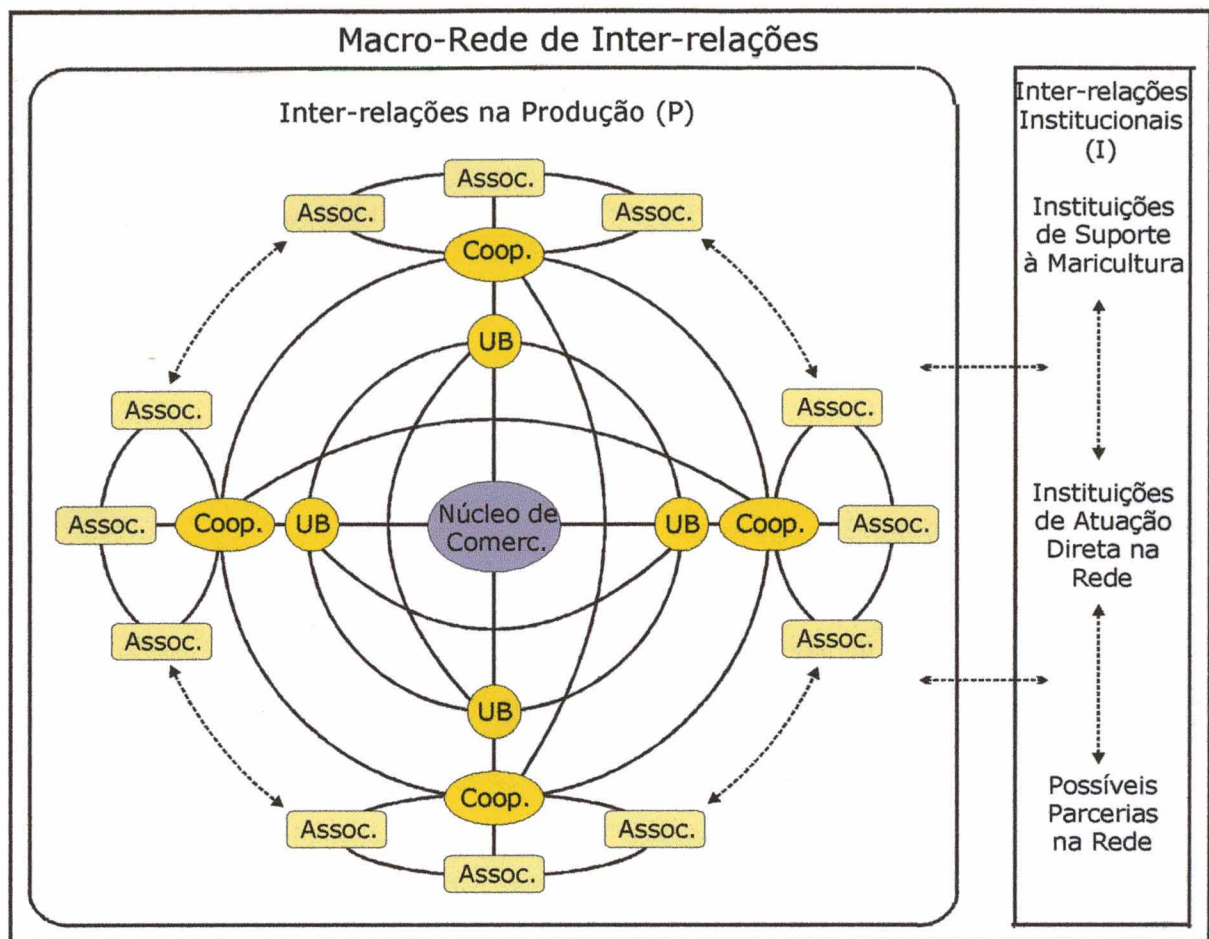 Macro-Rede de Inter-relações
Inter-relações na Produção (P)
Assoc.
Assoc.
Assoc.
Coop.
UB
Assoc.
Assoc.
Assoc.
Coop.
UB
Núcleo de
Comerc.
UB
Coop.
Assoc.
Assoc.
Assoc.
UB
Coop.
Assoc.
Assoc.
Assoc.
Inter-relações
Institucionais
(I)
Instituições
de Suporte
à Maricultura
Instituições
de Atuação
Direta na
Rede
Possíveis
Parcerias
na Rede